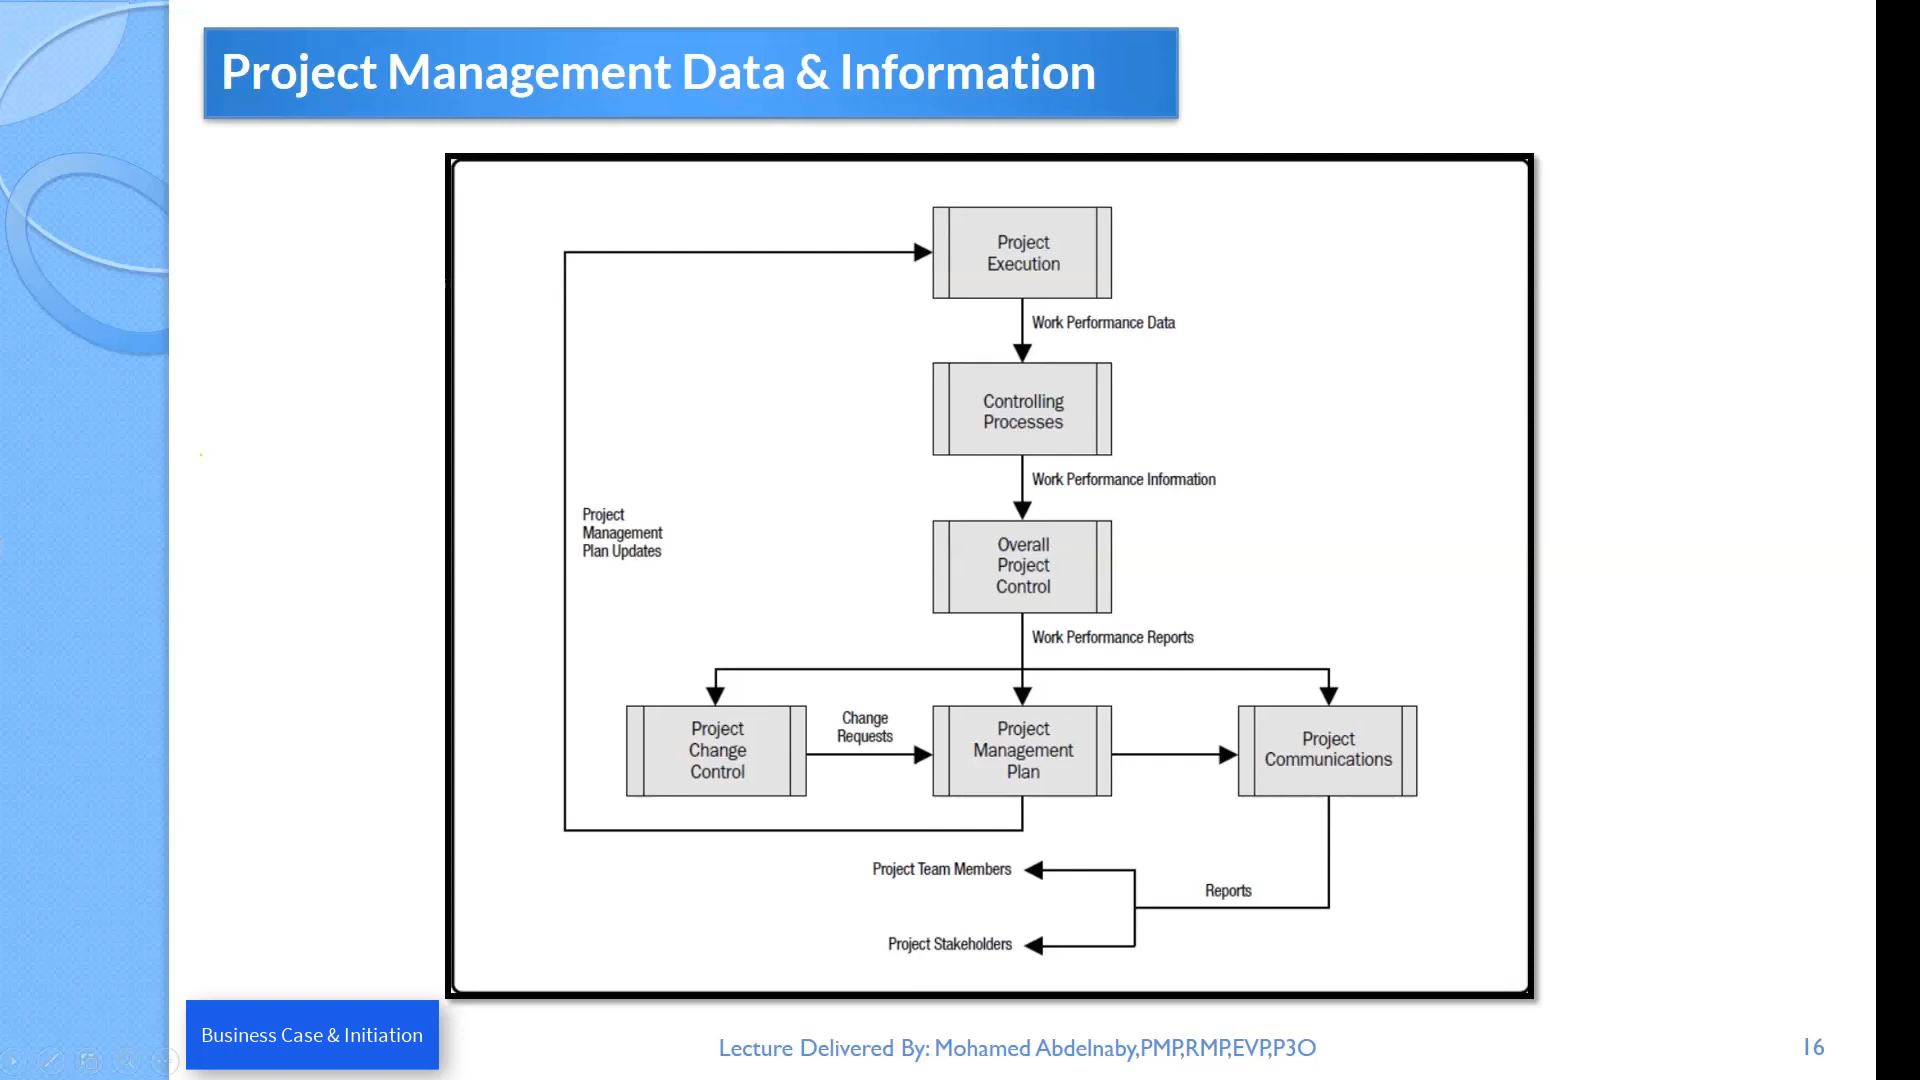 Project Management Data & Information
Project
Execution
Work Performance Data
Controlling
Processes
Work Performance Information
Project
Management
Plan Updates
Overall
Project
Control
Work Performance Reports
Project
Change
Control
Change
Requests
Project
Management
Plan
Project
Communications
Project Team Members
Reports
Project Stakeholders
Business Case & Initiation
Lecture Delivered By: Mohamed Abdelnaby,PMP,RMP,EVP,P3O
16